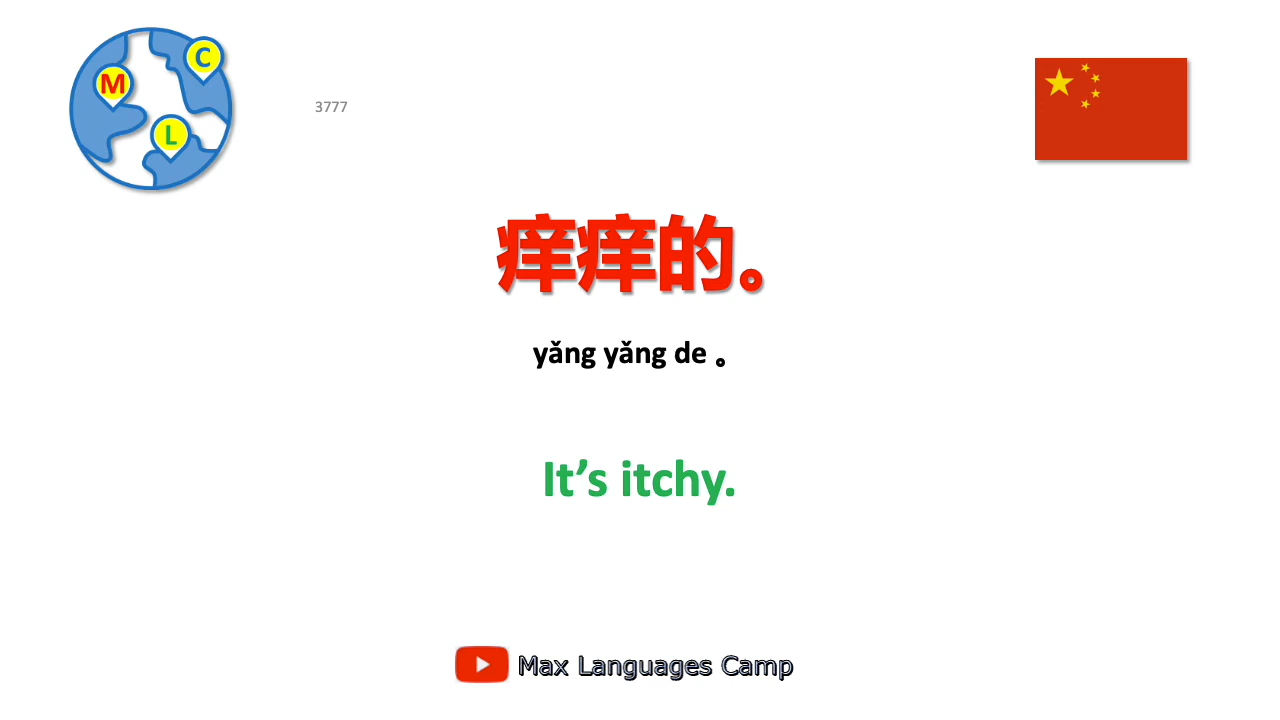 M
C
L
3777
痒痒的。
yǎng yǎng de 。
It’s itchy.
Max Languages Camp